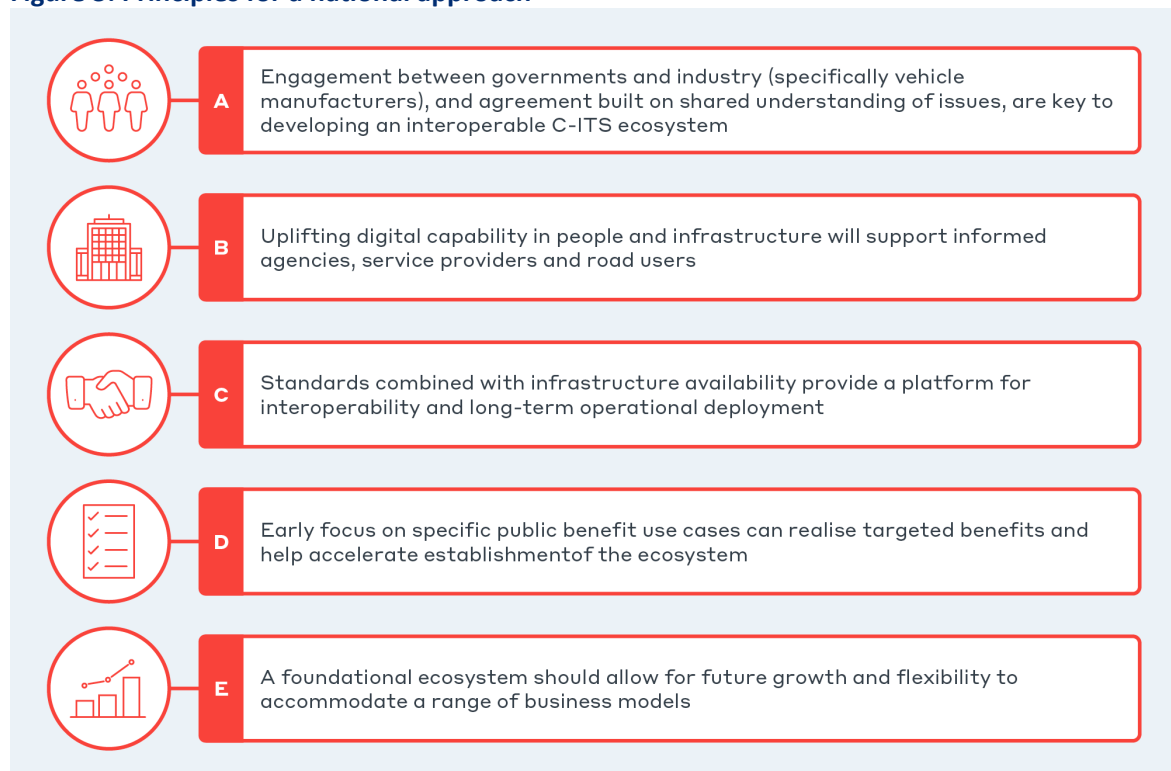 A
Engagement between governments and industry (specifically vehicle
manufacturers), and agreement built on shared understanding of issues, are key to
developing an interoperable C-ITS ecosystem
B
Uplifting digital capability in people and infrastructure will support informed
agencies, service providers and road users
C
Standards combined with infrastructure availability provide a platform for
interoperability and long-term operational deployment
D
Early focus on specific public benefit use cases can realise targeted benefits and
help accelerate establishmentof the ecosystem
E
A foundational ecosystem should allow for future growth and flexibility to
accommodate a range of business models